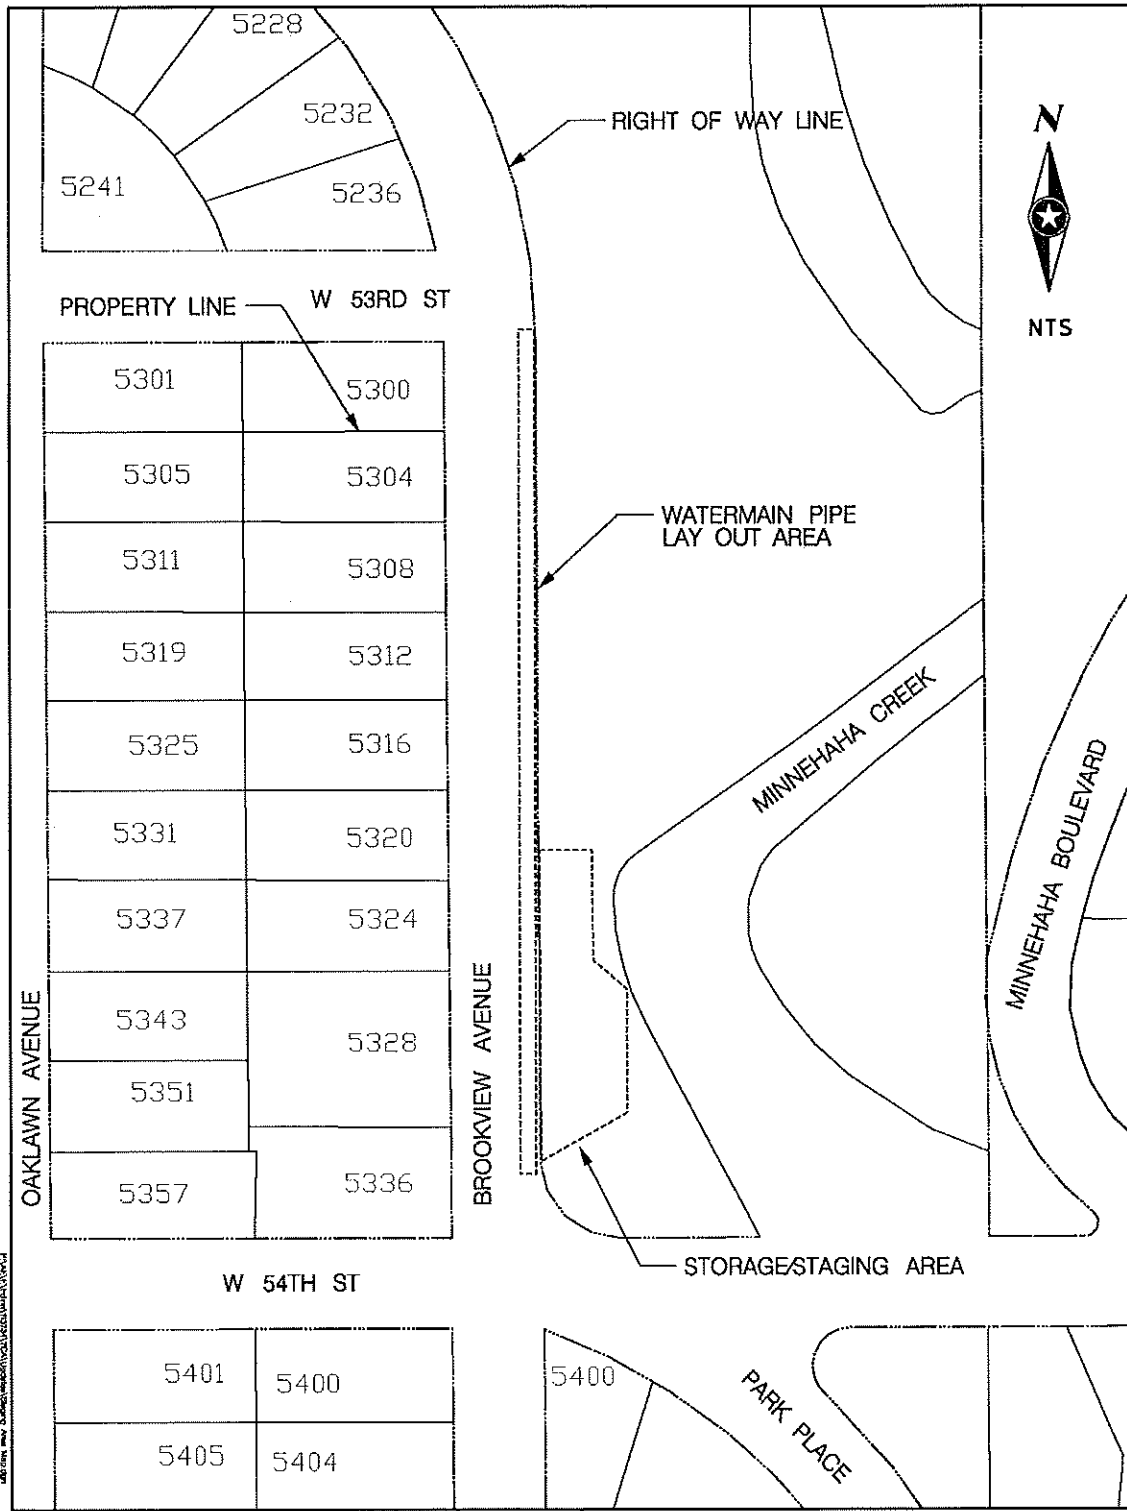 5228
5232
5236
5241
RIGHT OF WAY LINE
N
NTS
PROPERTY LINE
W 53RD ST
5301
5300
5305
5304
5311
5308
5319
5312
5325
5316
5331
5320
5337
5324
5343
5328
5351
5357
5336
WATERMAIN PIPE
LAY OUT AREA
MINNEHAHA CREEK
MINNEHAHA BOULEVARD
OAKLAWN AVENUE
BROOKVIEW AVENUE
STORAGE/STAGING AREA
W 54TH ST
5401
5400
5400
5405
5404
PARK PLACE